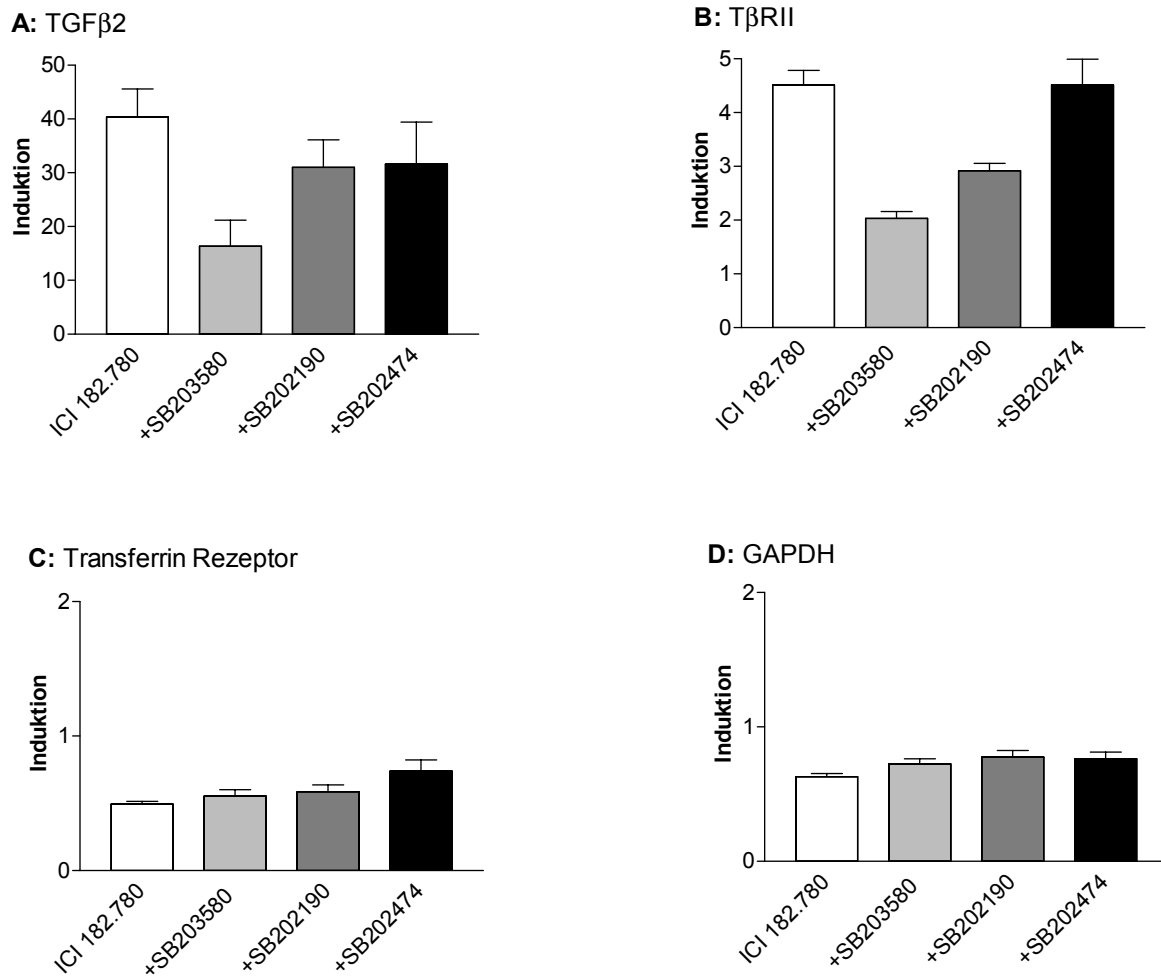 A: TGFβ2
50
40
30
20
10
0
Induktion
ICI 182.780
+SB203580
+SB202190
+SB202474
B: TβRII
5
4
3
2
1
0
Induktion
ICI 182.780
+SB203580
+SB202190
+SB202474
C: Transferrin Rezeptor
2
1
0
Induktion
ICI 182.780
+SB203580
+SB202190
+SB202474
D: GAPDH
2
1
0
Induktion
ICI 182.780
+SB203580
+SB202190
+SB202474